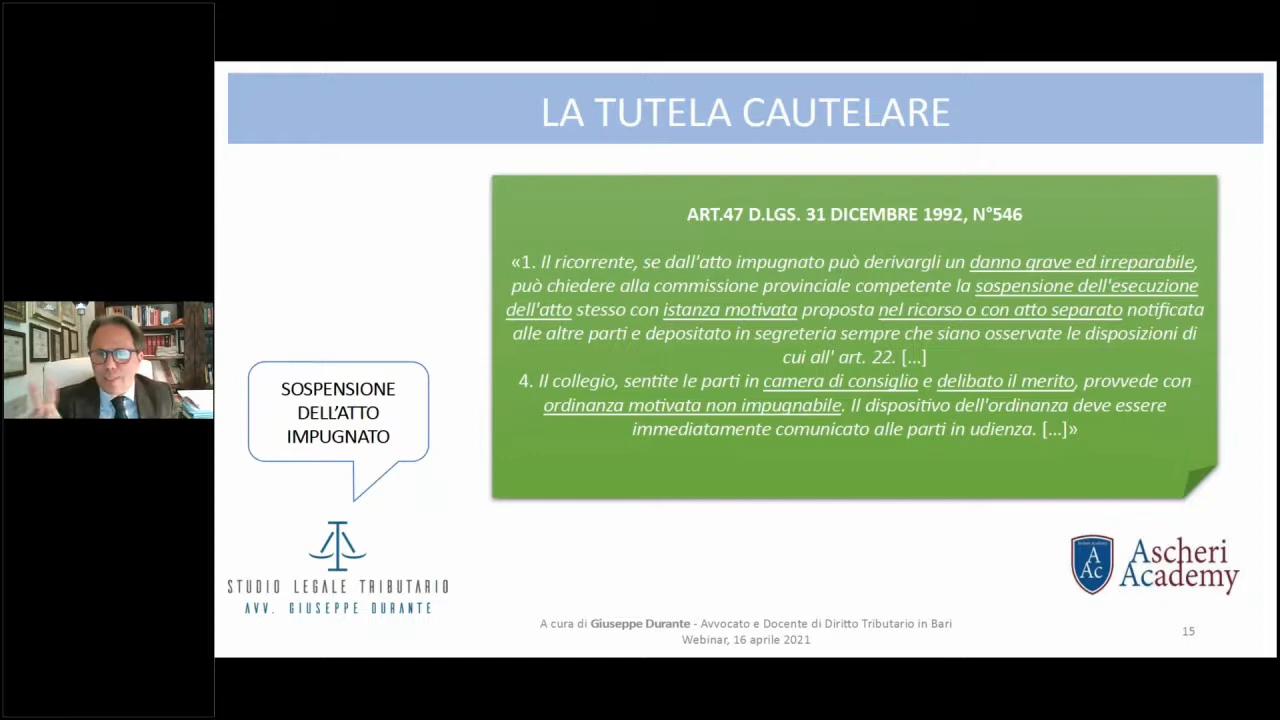 LA TUTELA CAUTELARE
ART.47 D.LGS. 31 DICEMBRE 1992, N°546
«1. Il ricorrente, se dall'atto impugnato può derivargli un danno grave ed irreparabile,
può chiedere alla commissione provinciale competente la sospensione dell'esecuzione
dell'atto stesso con istanza motivata proposta nel ricorso o con atto separato notificata
alle altre parti e depositato in segreteria sempre che siano osservate le disposizioni di
cui all' art. 22. [...]
4. Il collegio, sentite le parti in camera di consiglio e delibato il merito, provvede con
ordinanza motivata non impugnabile. Il dispositivo dell'ordinanza deve essere
immediatamente comunicato alle parti in udienza. [...]»
SOSPENSIONE
DELL'ATTO
IMPUGNATO
STUDIO LEGALE TRIBUTARIO
AVV. GIUSEPPE DURANTE
A Ac
Ascheri
Academy
A cura di Giuseppe Durante - Avvocato e Docente di Diritto Tributario in Bari
Webinar, 16 aprile 2021
15